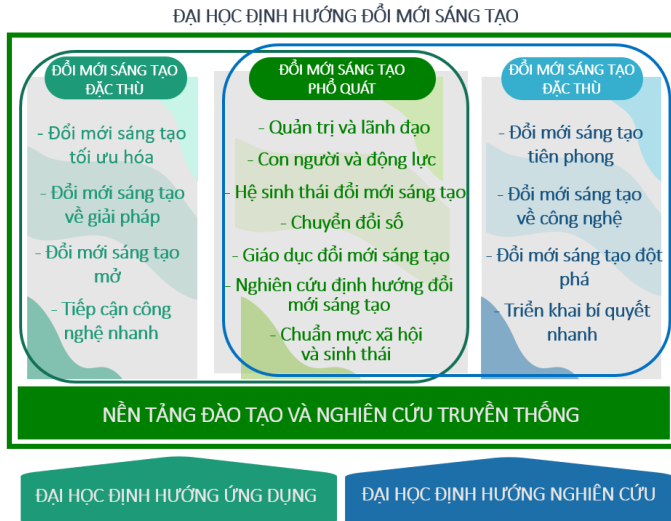 ĐẠI HỌC ĐỊNH HƯỚNG ĐỔI MỚI SÁNG TẠO
ĐỔI MỚI SÁNG TẠO
ĐẶC THÙ
- Đổi mới sáng tạo
tối ưu hóa
- Đổi mới sáng tạo
về giải pháp
- Đổi mới sáng tạo
mở
- Tiếp cận công
nghệ nhanh
ĐỔI MỚI SÁNG TẠO
PHỔ QUÁT
- Quản trị và lãnh đạo
- Con người và động lực
- Hệ sinh thái đổi mới sáng tạo
- Chuyển đổi số
- Giáo dục đổi mới sáng tạo
- Nghiên cứu định hướng đổi
mới sáng tạo
- Chuẩn mực xã hội
và sinh thái
ĐỔI MỚI SÁNG TẠO
ĐẶC THÙ
- Đổi mới sáng tạo
tiên phong
- Đổi mới sáng tạo
về công nghệ
- Đổi mới sáng tạo đột
phá
- Triển khai bí quyết
nhanh
NỀN TẢNG ĐÀO TẠO VÀ NGHIÊN CỨU TRUYỀN THỐNG
ĐẠI HỌC ĐỊNH HƯỚNG ỨNG DỤNG
ĐẠI HỌC ĐỊNH HƯỚNG NGHIÊN CỨU